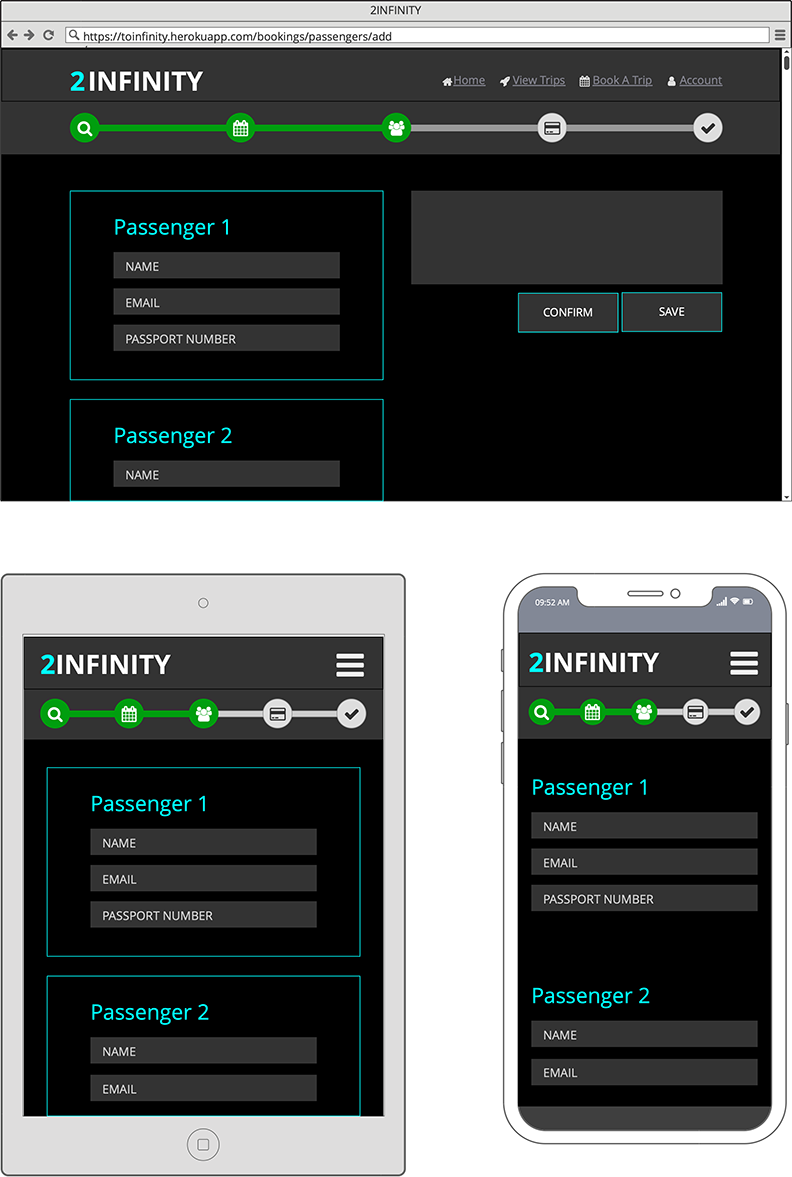 2INFINITY
https://toinfinity.herokuapp.com/bookings/passengers/add
2INFINITY
Home View Trips Book A Trip Account
Passenger 1
NAME
EMAIL
PASSPORT NUMBER
CONFIRM SAVE
Passenger 2
NAME
2INFINITY
Passenger 1
NAME
EMAIL
PASSPORT NUMBER
Passenger 2
NAME
EMAIL
09:52 AM
2INFINITY
Passenger 1
NAME
EMAIL
PASSPORT NUMBER
Passenger 2
NAME
EMAIL